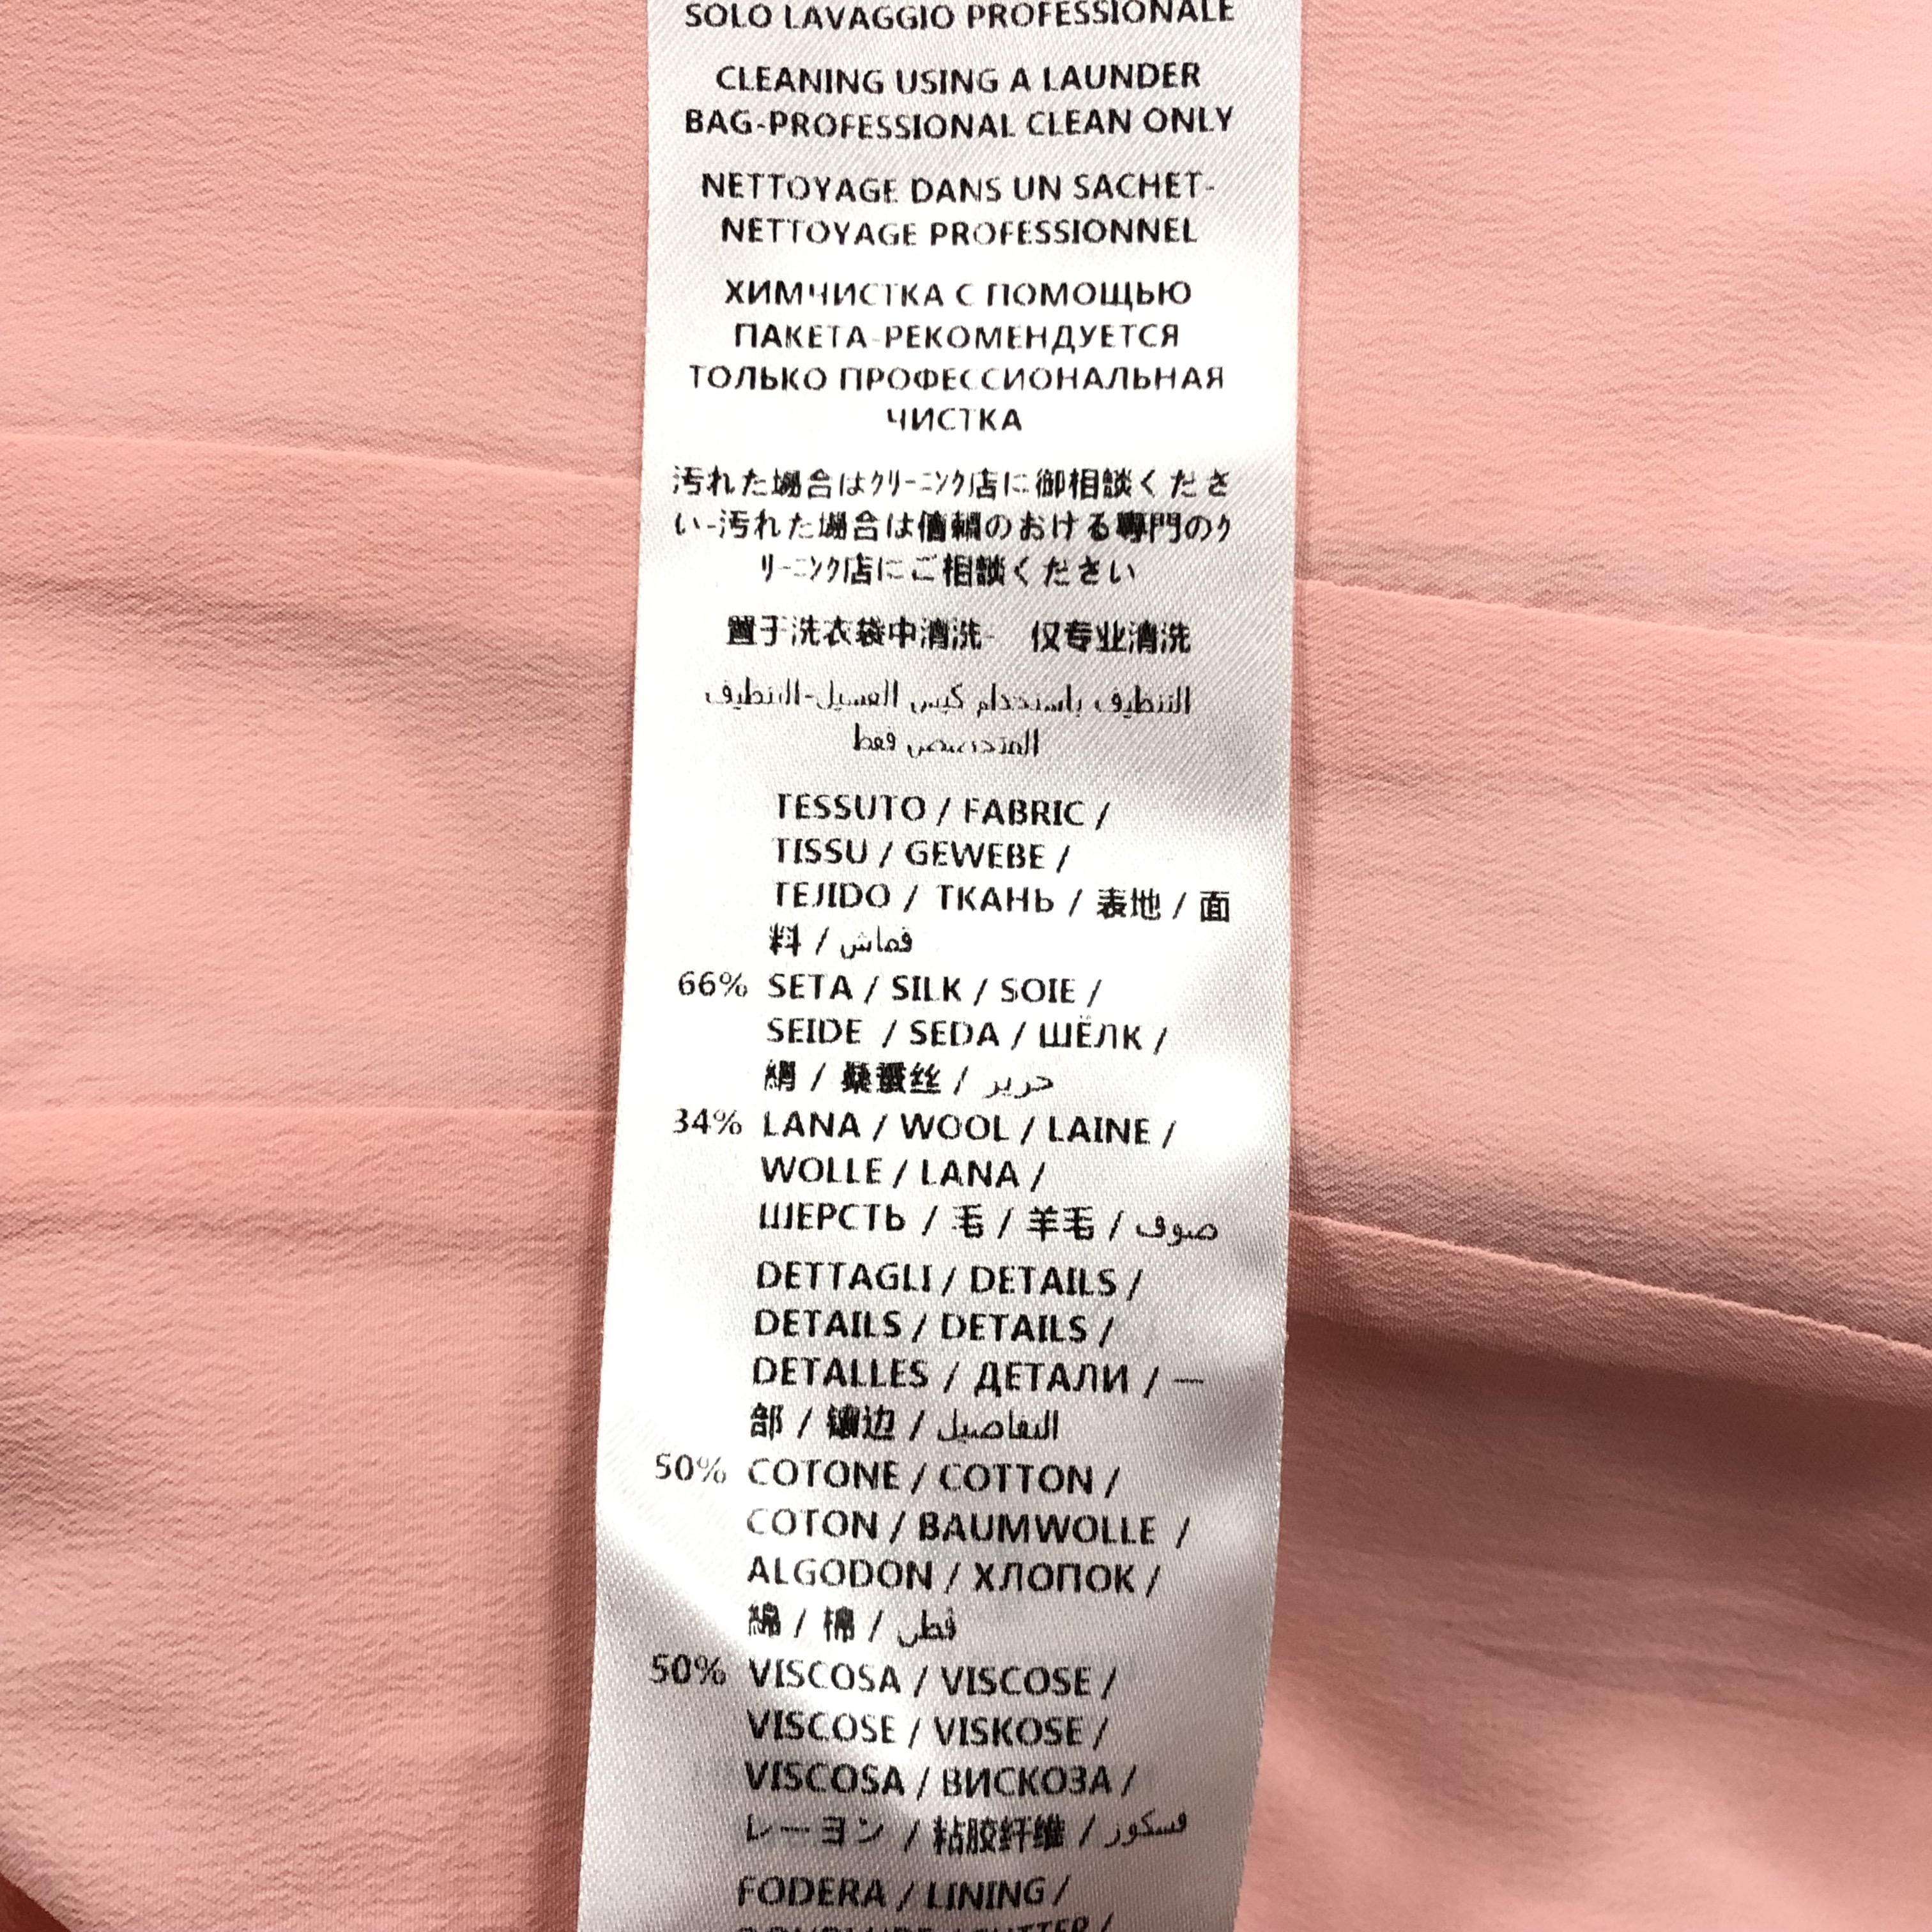 SOLO LAVAGGIO PROFESSIONALE
CLEANING USING A LAUNDER
BAG-PROFESSIONAL CLEAN ONLY
NETTOYAGE DANS UN SACHET-
NETTOYAGE PROFESSIONNEL
ХИМЧИСТКА С ПОМОЩЬЮ
ПАКЕТА-РЕКОМЕНДУЕТСЯ
ТОЛЬКО ПРОФЕССИОНАЛЬНАЯ
ЧИСТКА
汚れた場合はｸﾘｰﾆﾝｸﾞ店に御相談くださ
い-汚れた場合は信頼のおける専門のｸ
ﾘｰﾆﾝｸﾞ店にご相談ください
置于洗衣袋中清洗- 仅专业清洗
التنظيف باستخدام كيس الغسيل-التنظيف
المتخصص فقط
TESSUTO / FABRIC /
TISSU / GEWEBE /
TEJIDO / ТКАНЬ / 表地 / 面
料 / قماش
66% SETA / SILK / SOIE /
SEIDE / SEDA / ШЁЛК /
絹 / 桑蚕丝 / حرير
34% LANA / WOOL / LAINE /
WOLLE / LANA /
ШЕРСТЬ / 毛 / 羊毛 / صوف
DETTAGLI / DETAILS /
DETAILS / DETAILS /
DETALLES / ДЕТАЛИ / 一
部 / 镶边 / التفاصيل
50% COTONE / COTTON /
COTON / BAUMWOLLE /
ALGODON / ХЛОПОК /
綿 / 棉 / قطن
50% VISCOSA / VISCOSE /
VISCOSE / VISKOSE /
VISCOSA / ВИСКОЗА /
レーヨン / 粘胶纤维 / فسكوز
FODERA / LINING /